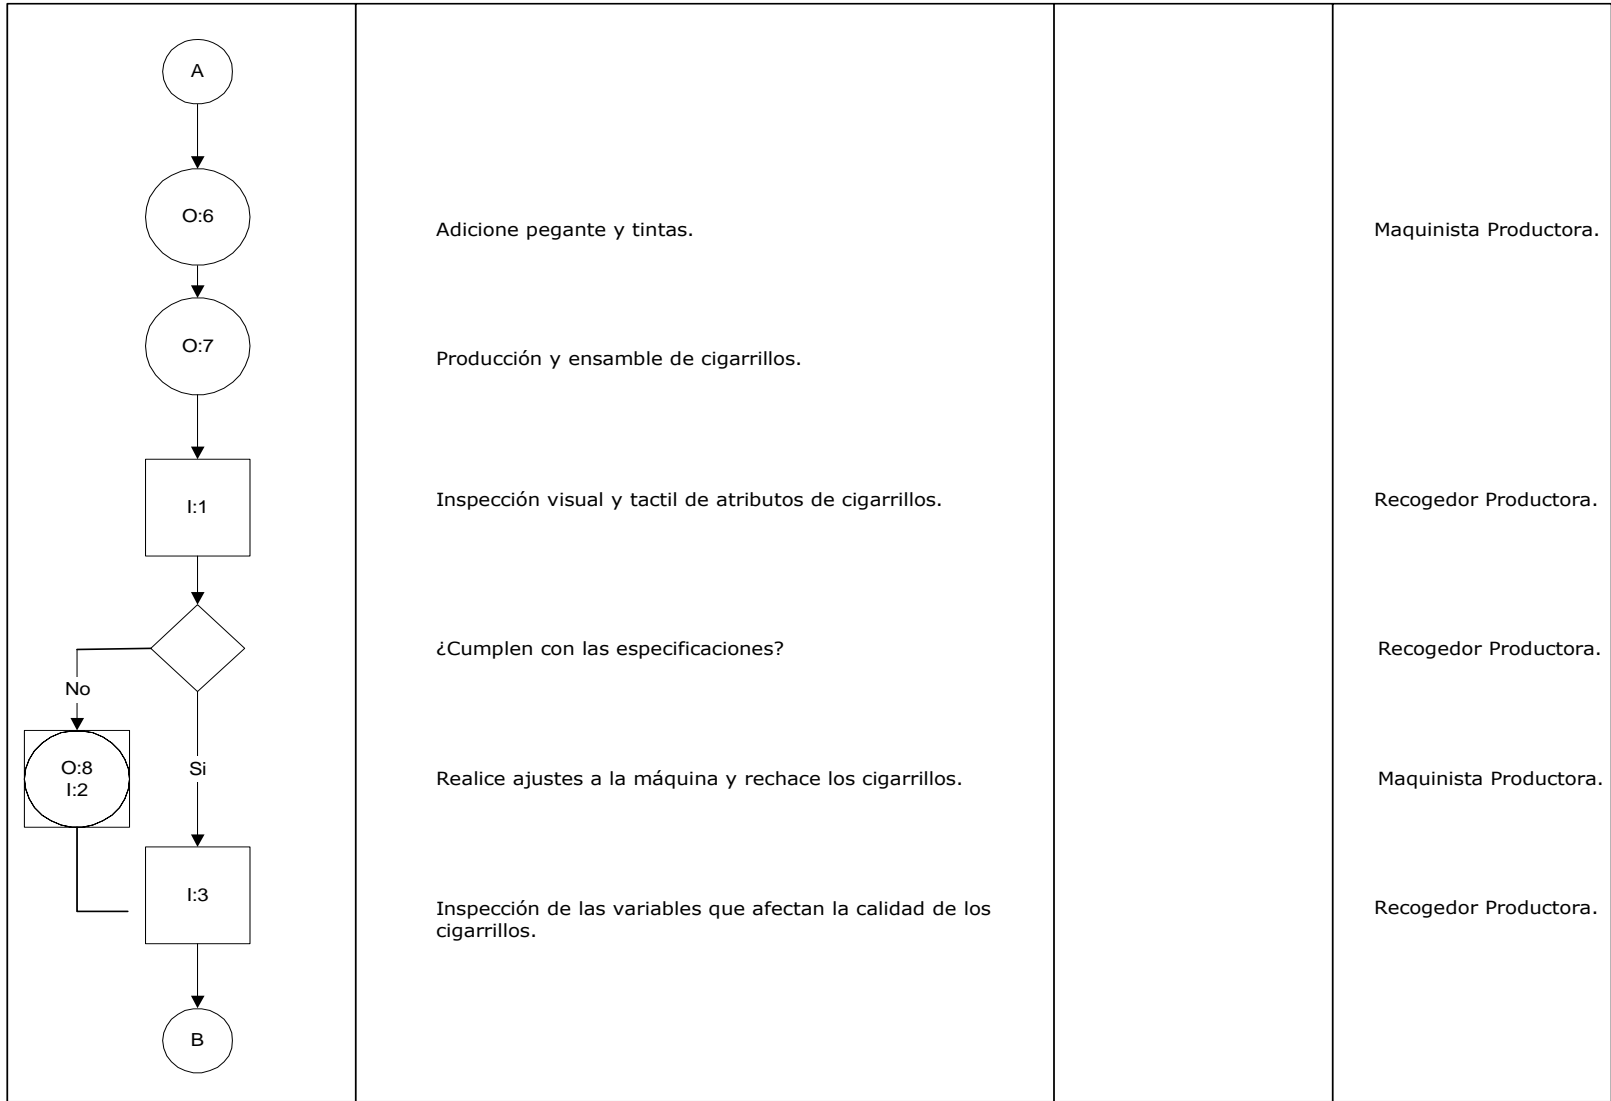 A
O:6
Adicione pegante y tintas.
Maquinista Productora.
O:7
Producción y ensamble de cigarrillos.
I:1
Inspección visual y tactil de atributos de cigarrillos.
Recogedor Productora.
¿Cumplen con las especificaciones?
Recogedor Productora.
No
O:8
I:2
Si
Realice ajustes a la máquina y rechace los cigarrillos.
Maquinista Productora.
I:3
Inspección de las variables que afectan la calidad de los
cigarrillos.
Recogedor Productora.
B